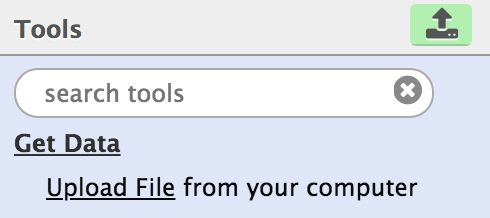 Tools
search tools
Get Data
Upload File from your computer